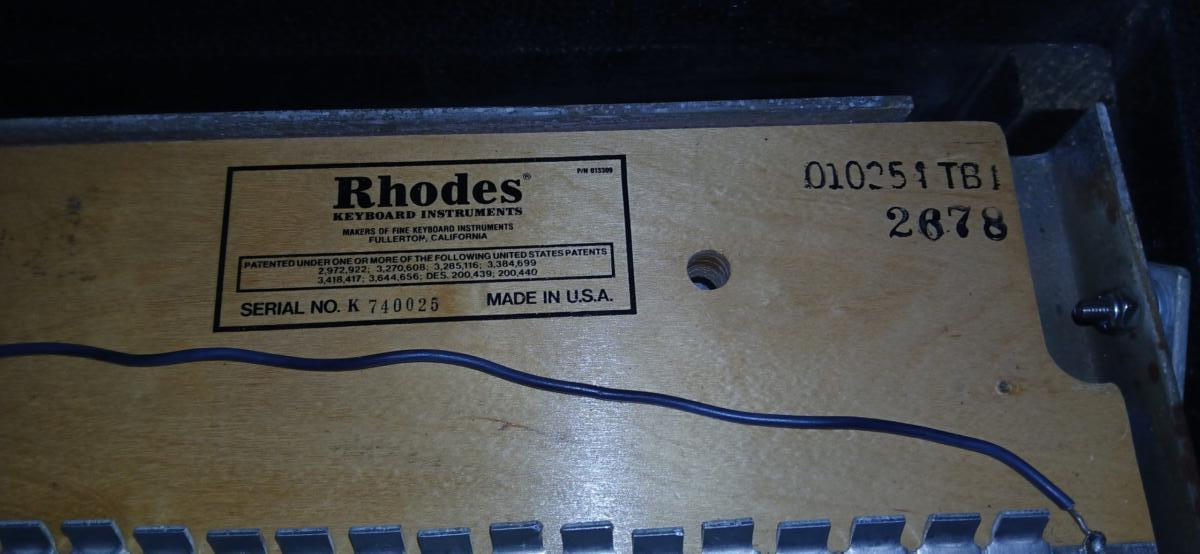 P/N 013309
Rhodes®
KEYBOARD INSTRUMENTS
MAKERS OF FINE KEYBOARD INSTRUMENTS
FULLERTON, CALIFORNIA
PATENTED UNDER ONE OR MORE OF THE FOLLOWING UNITED STATES PATENTS
2,972,922; 3,270,608; 3,285,116; 3,384,699
3,418,417; 3,644,656; DES. 200,439; 200,440
SERIAL NO. K 740025 MADE IN U.S.A.
TB1
2678